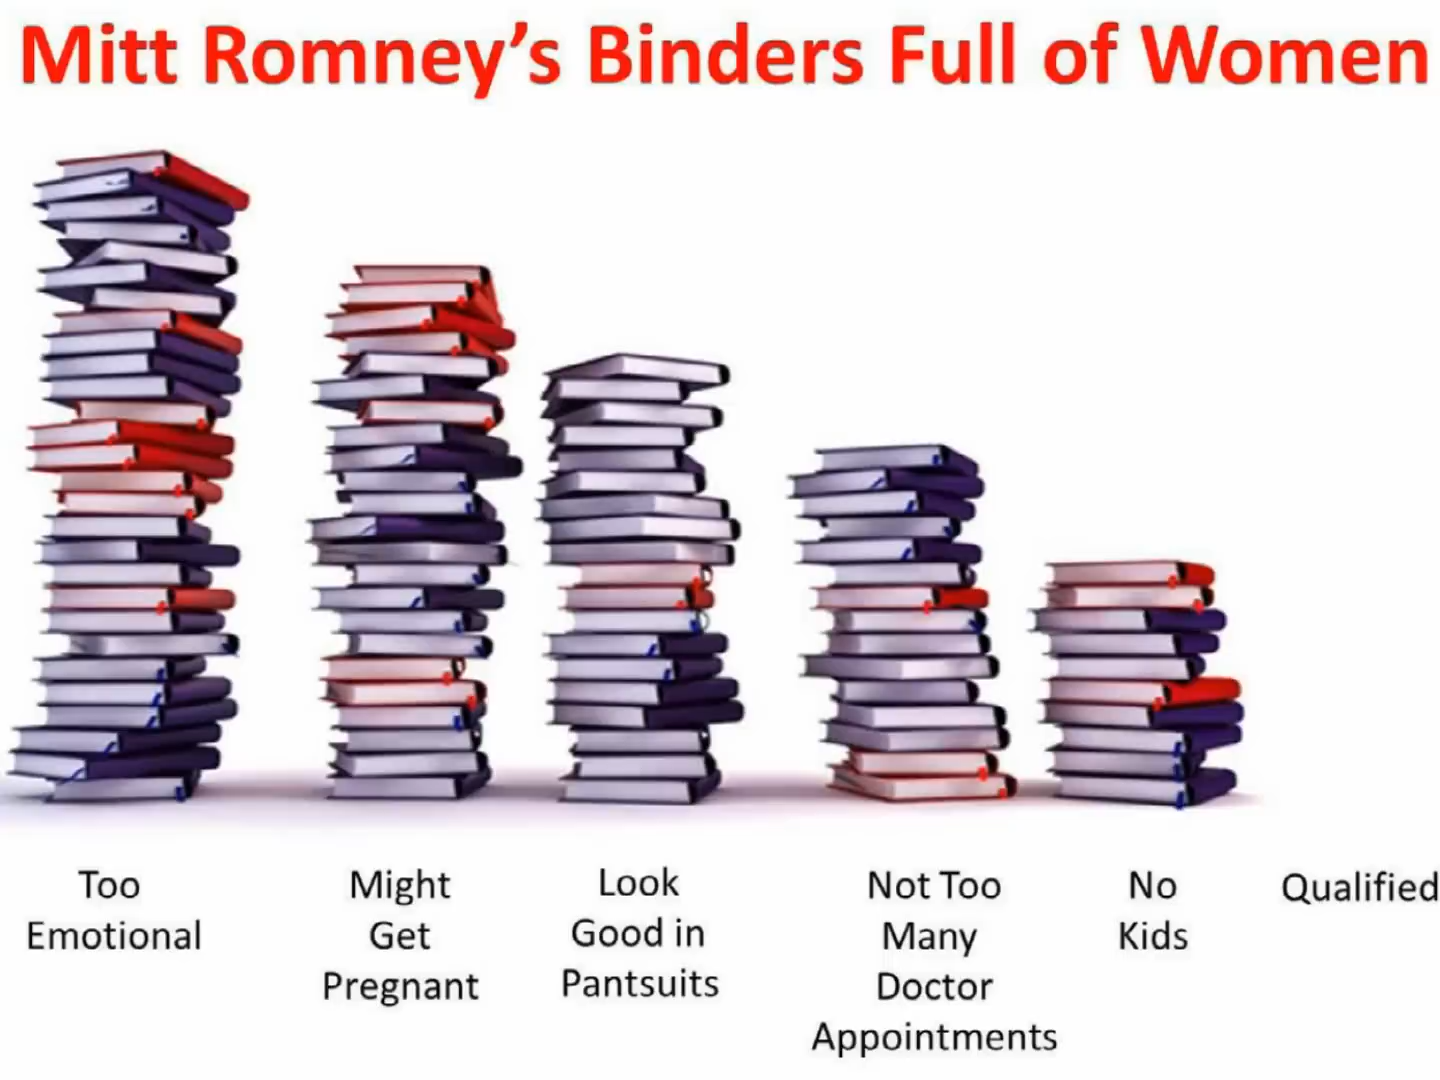 Mitt Romney's Binders Full of Women
Too
Emotional
Might
Get
Pregnant
Look
Good in
Pantsuits
Not Too
Many
Doctor
Appointments
No
Kids
Qualified